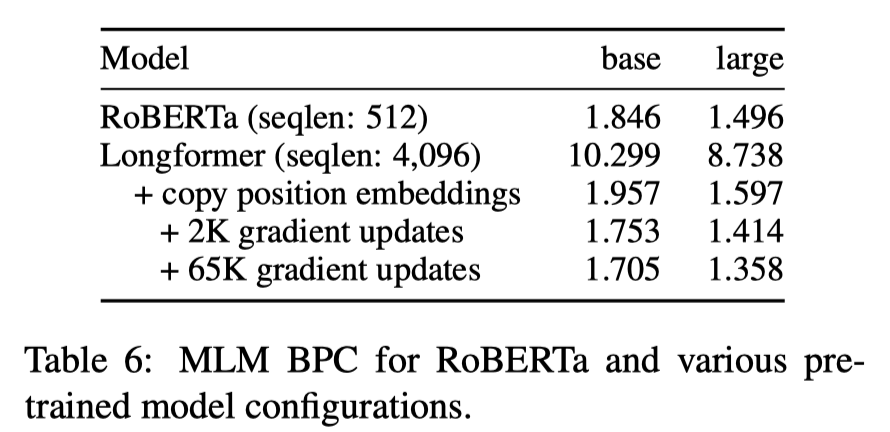 Model base large
RoBERTa (seqlen: 512) 1.846 1.496
Longformer (seqlen: 4,096) 10.299 8.738
+ copy position embeddings 1.957 1.597
+ 2K gradient updates 1.753 1.414
+ 65K gradient updates 1.705 1.358
Table 6: MLM BPC for RoBERTa and various pre-
trained model configurations.